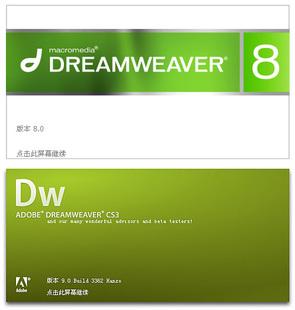 macromedia®
DREAMWEAVER® 8
版本 8.0
点击此屏幕继续
Dw
ADOBE® DREAMWEAVER® CS3
and our many wonderful advisors and beta testers!
版本 9.0 Build 3362 Hanzo
点击此屏幕继续
Adobe